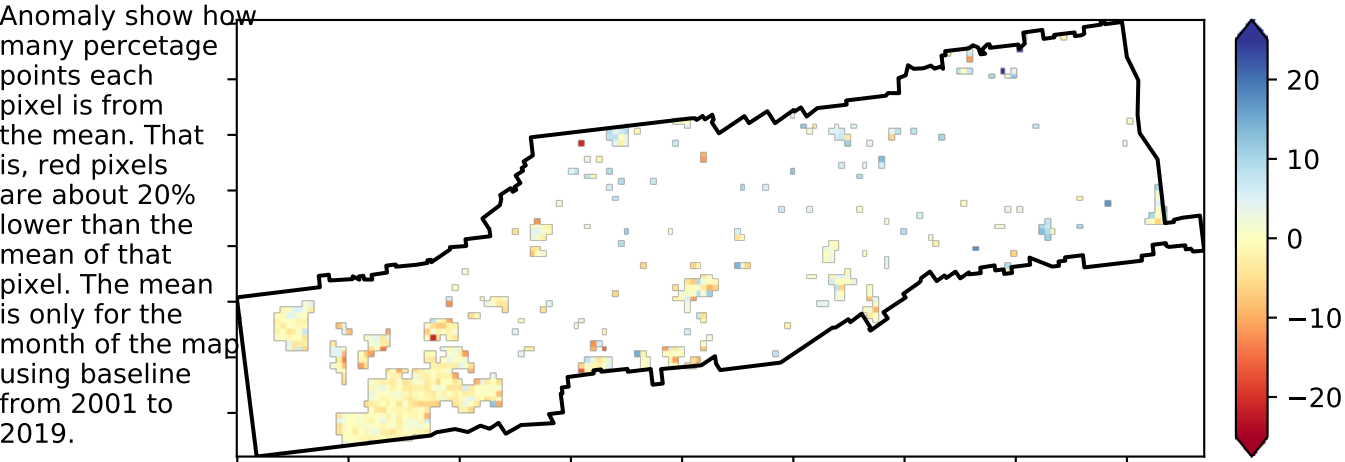 Anomaly show how
many percetage
points each
pixel is from
the mean. That
is, red pixels
are about 20%
lower than the
mean of that
pixel. The mean
is only for the
month of the map
using baseline
from 2001 to
2019.
20
10
0
−10
−20